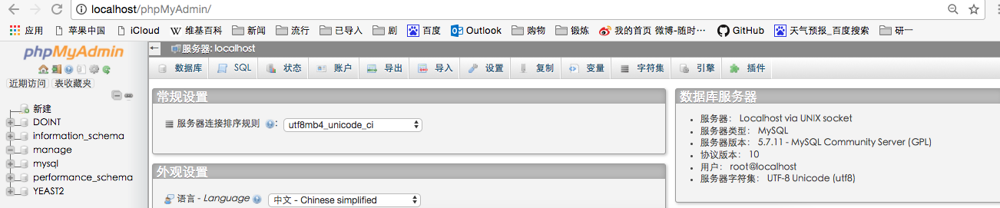 localhost/phpMyAdmin/
应用 苹果中国 iCloud 维基百科 新闻 流行 已导入 剧 百度 Outlook 购物 锻炼 我的首页 微博-随时… GitHub 天气预报_百度搜索 研一
phpMyAdmin
近期访问 表收藏夹
新建
DOINT
information_schema
manage
mysql
performance_schema
YEAST2
服务器: localhost
数据库 SQL 状态 账户 导出 导入 设置 复制 变量 字符集 引擎 插件
常规设置
服务器连接排序规则 : utf8mb4_unicode_ci
外观设置
语言 - Language 中文 - Chinese simplified
数据库服务器
服务器： Localhost via UNIX socket
服务器类型： MySQL
服务器版本： 5.7.11 - MySQL Community Server (GPL)
协议版本： 10
用户： root@localhost
服务器字符集： UTF-8 Unicode (utf8)